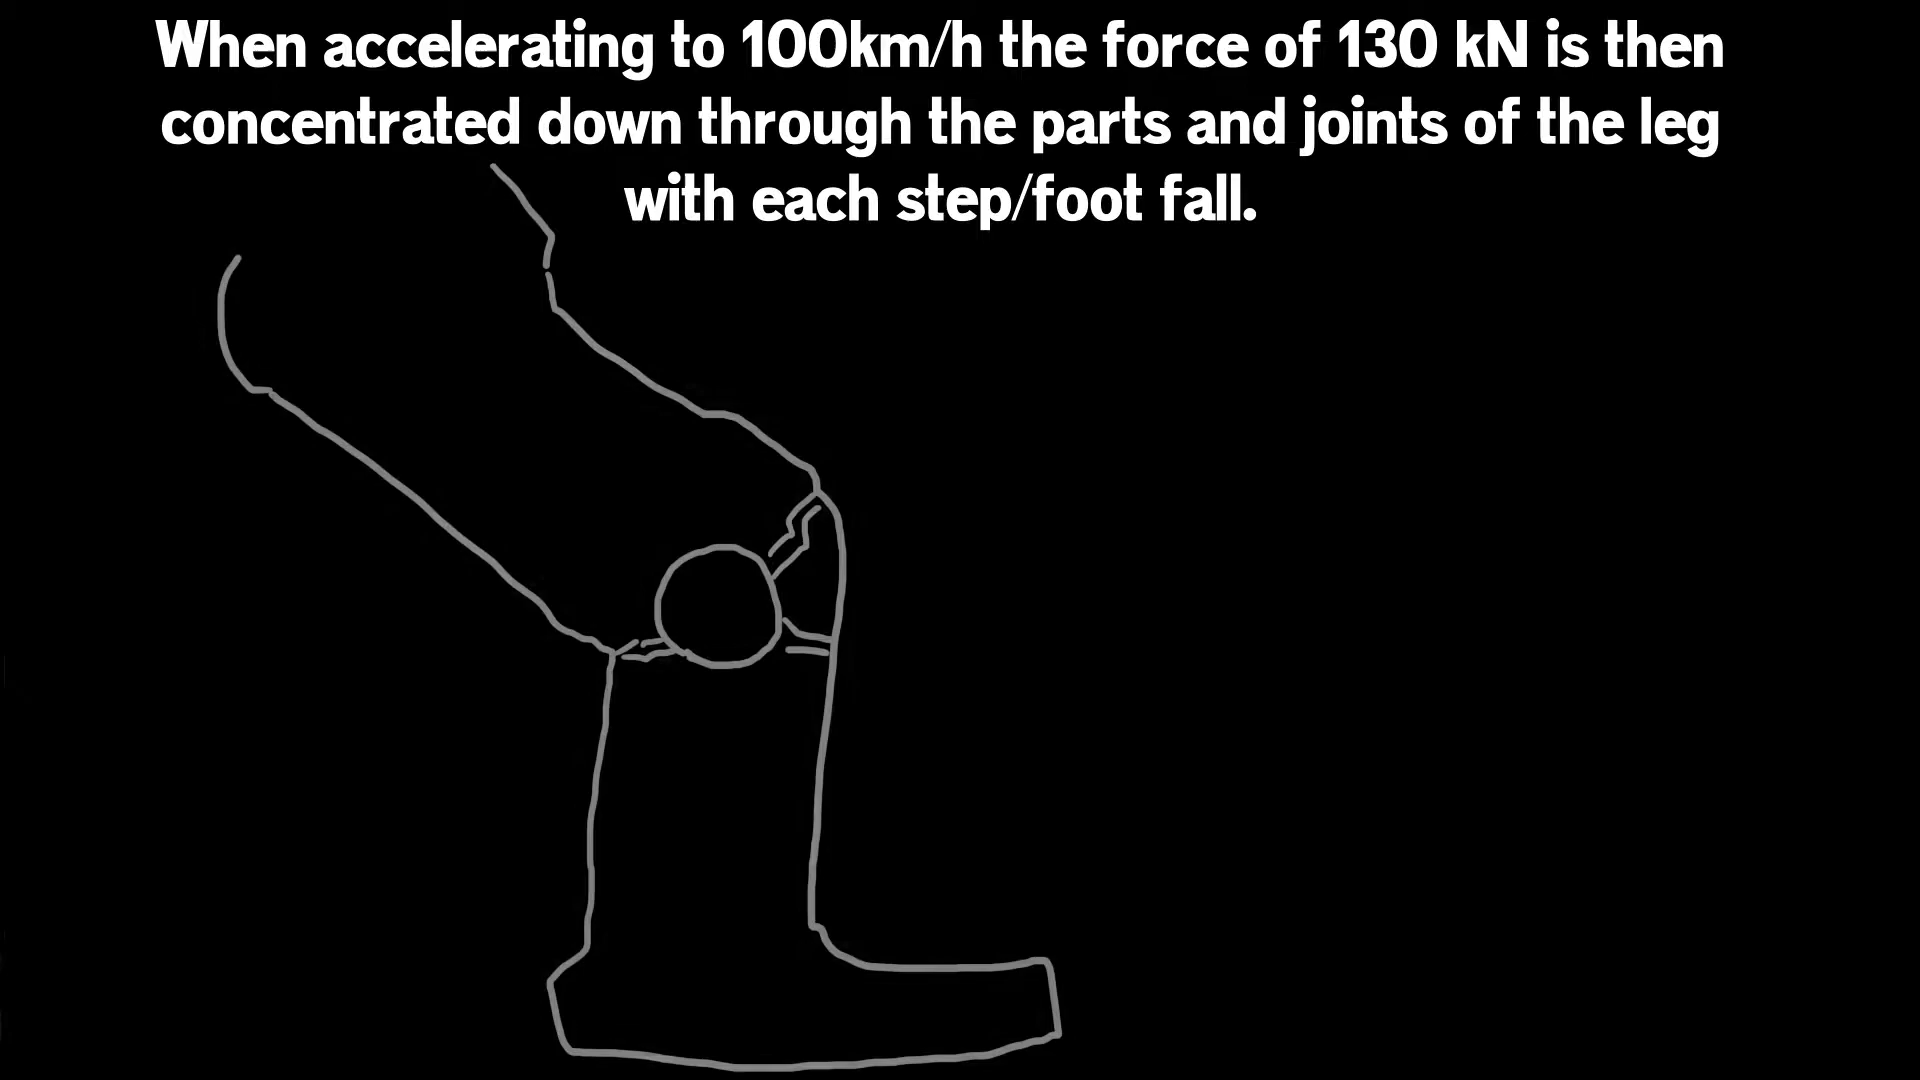 When accelerating to 100km/h the force of 130 kN is then
concentrated down through the parts and joints of the leg
with each step/foot fall.